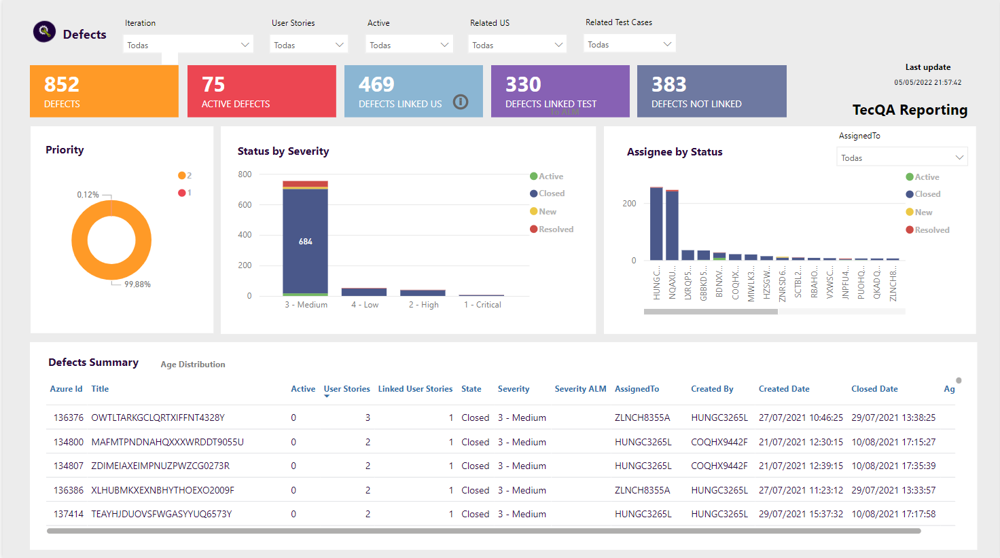 Defects
Iteration
Todas
User Stories
Todas
Active
Todas
Related US
Todas
Related Test Cases
Todas
852
DEFECTS
75
ACTIVE DEFECTS
469
DEFECTS LINKED US
330
DEFECTS LINKED TEST
To ALM
383
DEFECTS NOT LINKED
Last update
05/05/2022 21:57:42
TecQA Reporting
Priority
2
1
0,12%
99,88%
Status by Severity
800
600
400
200
0
684
3 - Medium
4 - Low
2 - High
1 - Critical
Active
Closed
New
Resolved
Assignee by Status
AssignedTo
Todas
200
0
HUNGC...
NQAXU...
LXRQP5...
GBBKD5...
BDNXV...
COQHX...
MIWLK3...
HZSGW...
ZNRSD6...
SCTBL2...
RBAHO...
VXWSC...
JNPFU4...
PUOHQ...
QKADQ...
ZLNCH8...
Active
Closed
New
Resolved
Defects Summary Age Distribution
Azure Id Title Active User Stories Linked User Stories State Severity Severity ALM AssignedTo Created By Created Date Closed Date Ag
136376 OWTLTARKGCLQRTXIFFNT4328Y 0 3 1 Closed 3 - Medium ZLNCH8355A HUNGC3265L 27/07/2021 10:46:25 29/07/2021 13:38:25
134800 MAFMTPNDNAHQXXXWRDDT9055U 0 2 1 Closed 3 - Medium HUNGC3265L COQHX9442F 21/07/2021 12:30:15 10/08/2021 17:15:27
134807 ZDIMEIAXEIMPNUZPWZCG0273R 0 2 1 Closed 3 - Medium HUNGC3265L COQHX9442F 21/07/2021 12:39:15 10/08/2021 17:35:39
136386 XLHUBMKXEXNBHYTHOEXO2009F 0 2 1 Closed 3 - Medium ZLNCH8355A HUNGC3265L 27/07/2021 11:23:12 29/07/2021 13:33:57
137414 TEAYHJDUOVSFWGASYYUQ6573Y 0 2 1 Closed 3 - Medium HUNGC3265L HUNGC3265L 29/07/2021 15:37:32 10/08/2021 17:17:58